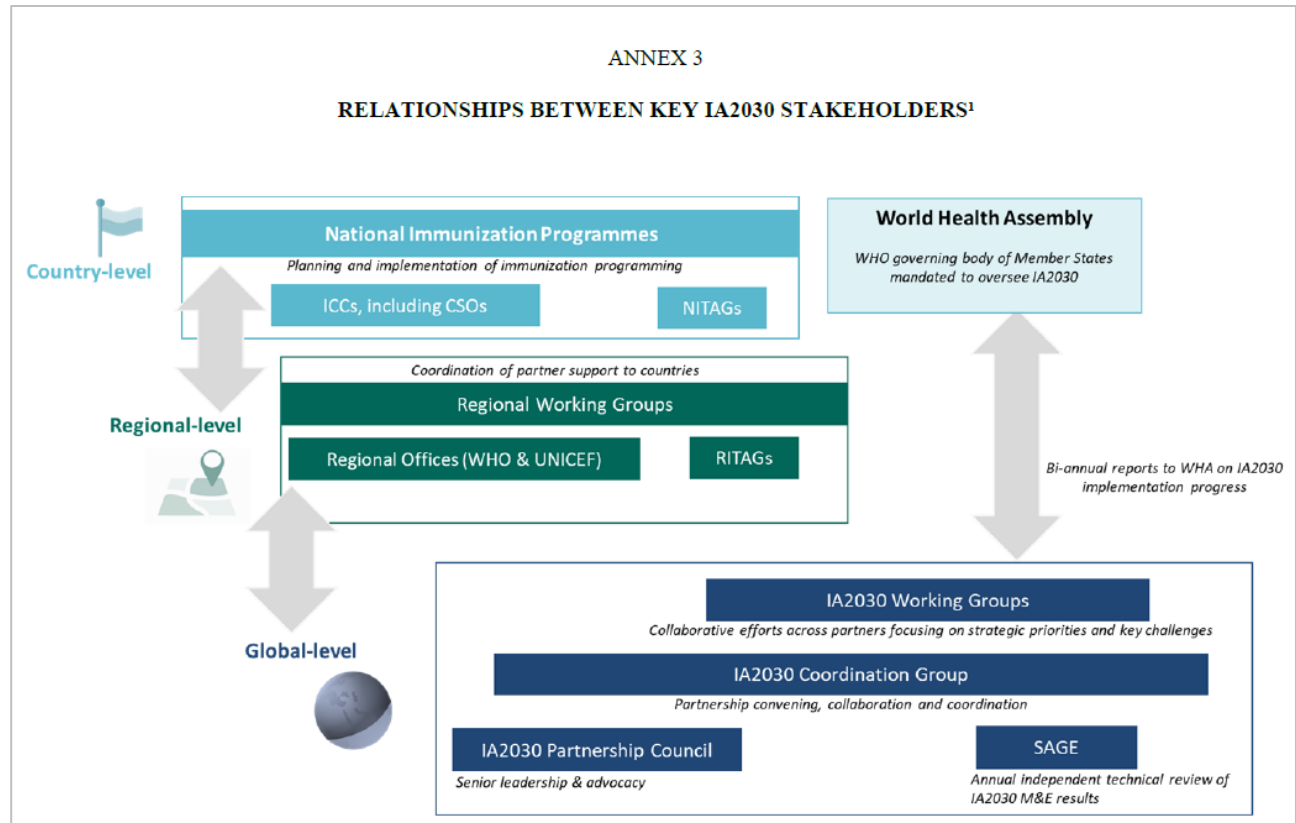 ANNEX 3
RELATIONSHIPS BETWEEN KEY IA2030 STAKEHOLDERS¹
Country-level
National Immunization Programmes
Planning and implementation of immunization programming
ICCs, including CSOs
NITAGs
World Health Assembly
WHO governing body of Member States
mandated to oversee IA2030
Regional-level
Coordination of partner support to countries
Regional Working Groups
Regional Offices (WHO & UNICEF)
RITAGs
Bi-annual reports to WHA on IA2030
implementation progress
Global-level
IA2030 Working Groups
Collaborative efforts across partners focusing on strategic priorities and key challenges
IA2030 Coordination Group
Partnership convening, collaboration and coordination
IA2030 Partnership Council
Senior leadership & advocacy
SAGE
Annual independent technical review of
IA2030 M&E results